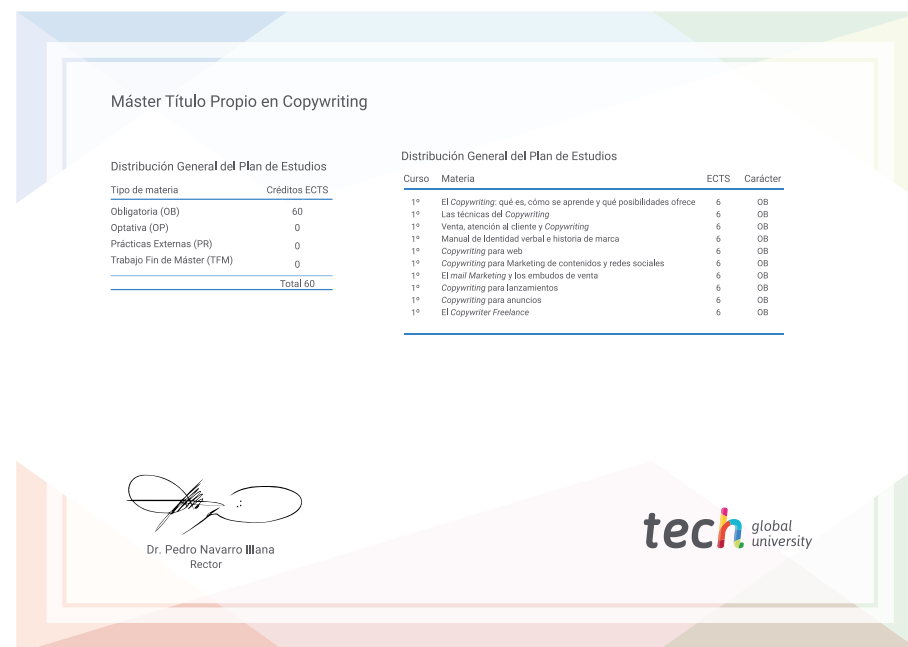 Máster Título Propio en Copywriting
Distribución General del Plan de Estudios
Tipo de materia Créditos ECTS
Obligatoria (OB) 60
Optativa (OP) 0
Prácticas Externas (PR) 0
Trabajo Fin de Máster (TFM) 0
Total 60
Distribución General del Plan de Estudios
Curso Materia ECTS Carácter
1º El Copywriting: qué es, cómo se aprende y qué posibilidades ofrece 6 OB
1º Las técnicas del Copywriting 6 OB
1º Venta, atención al cliente y Copywriting 6 OB
1º Manual de Identidad verbal e historia de marca 6 OB
1º Copywriting para web 6 OB
1º Copywriting para Marketing de contenidos y redes sociales 6 OB
1º El mail Marketing y los embudos de venta 6 OB
1º Copywriting para lanzamientos 6 OB
1º Copywriting para anuncios 6 OB
1º El Copywriter Freelance 6 OB
Dr. Pedro Navarro Illana
Rector
tech global
university